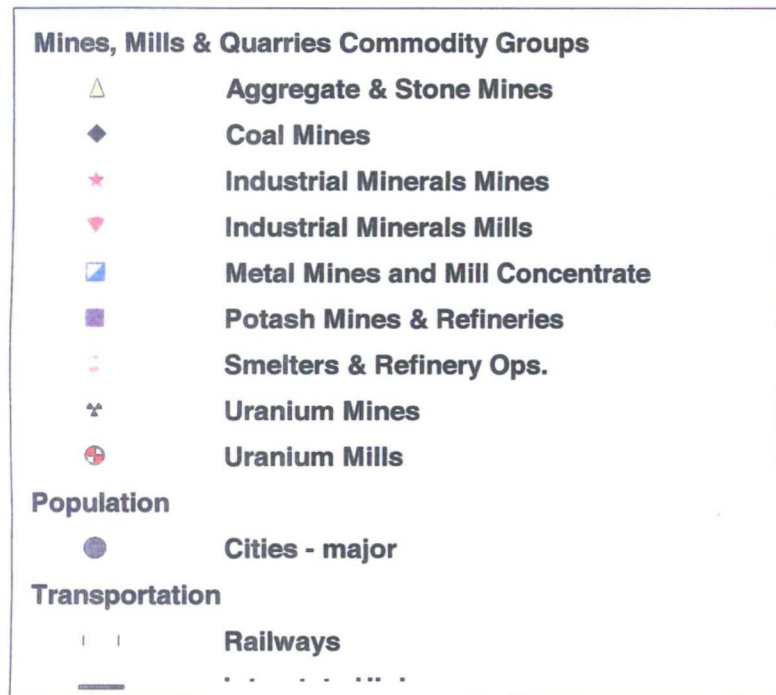 Mines, Mills & Quarries Commodity Groups
Aggregate & Stone Mines
Coal Mines
Industrial Minerals Mines
Industrial Minerals Mills
Metal Mines and Mill Concentrate
Potash Mines & Refineries
Smelters & Refinery Ops.
Uranium Mines
Uranium Mills
Population
Cities - major
Transportation
Railways